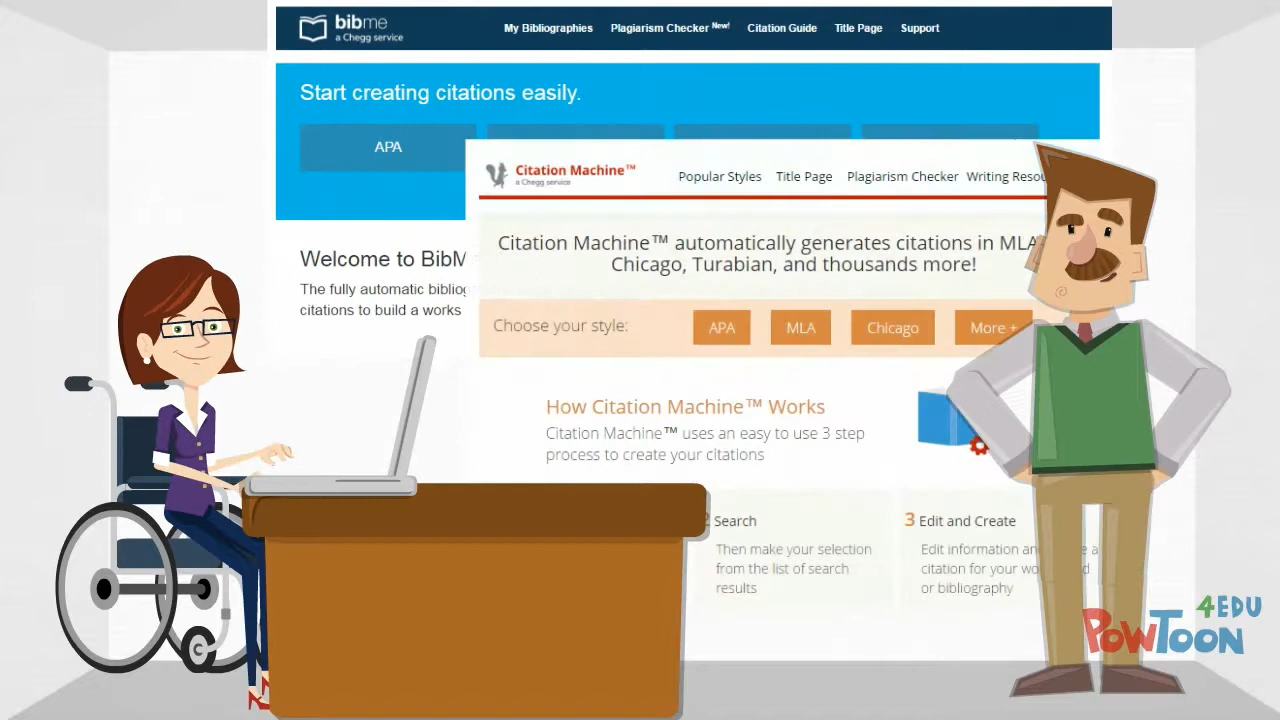 bibme
a Chegg service
My Bibliographies Plagiarism Checker New! Citation Guide Title Page Support
Start creating citations easily.
APA
Citation Machine™
a Chegg service
Popular Styles Title Page Plagiarism Checker Writing
Citation Machine™ automatically generates citations in MLA
Chicago, Turabian, and thousands more!
Welcome to
The fully automatic
citations to build a works
Choose your style:
APA
MLA
Chicago
More +
How Citation Machine™ Works
Citation Machine™ uses an easy to use 3 step
process to create your citations
2 Search
Then make your selection
from the list of search
results
3 Edit and Create
Edit information
citation for your
or bibliography
POWTOON
4EDU